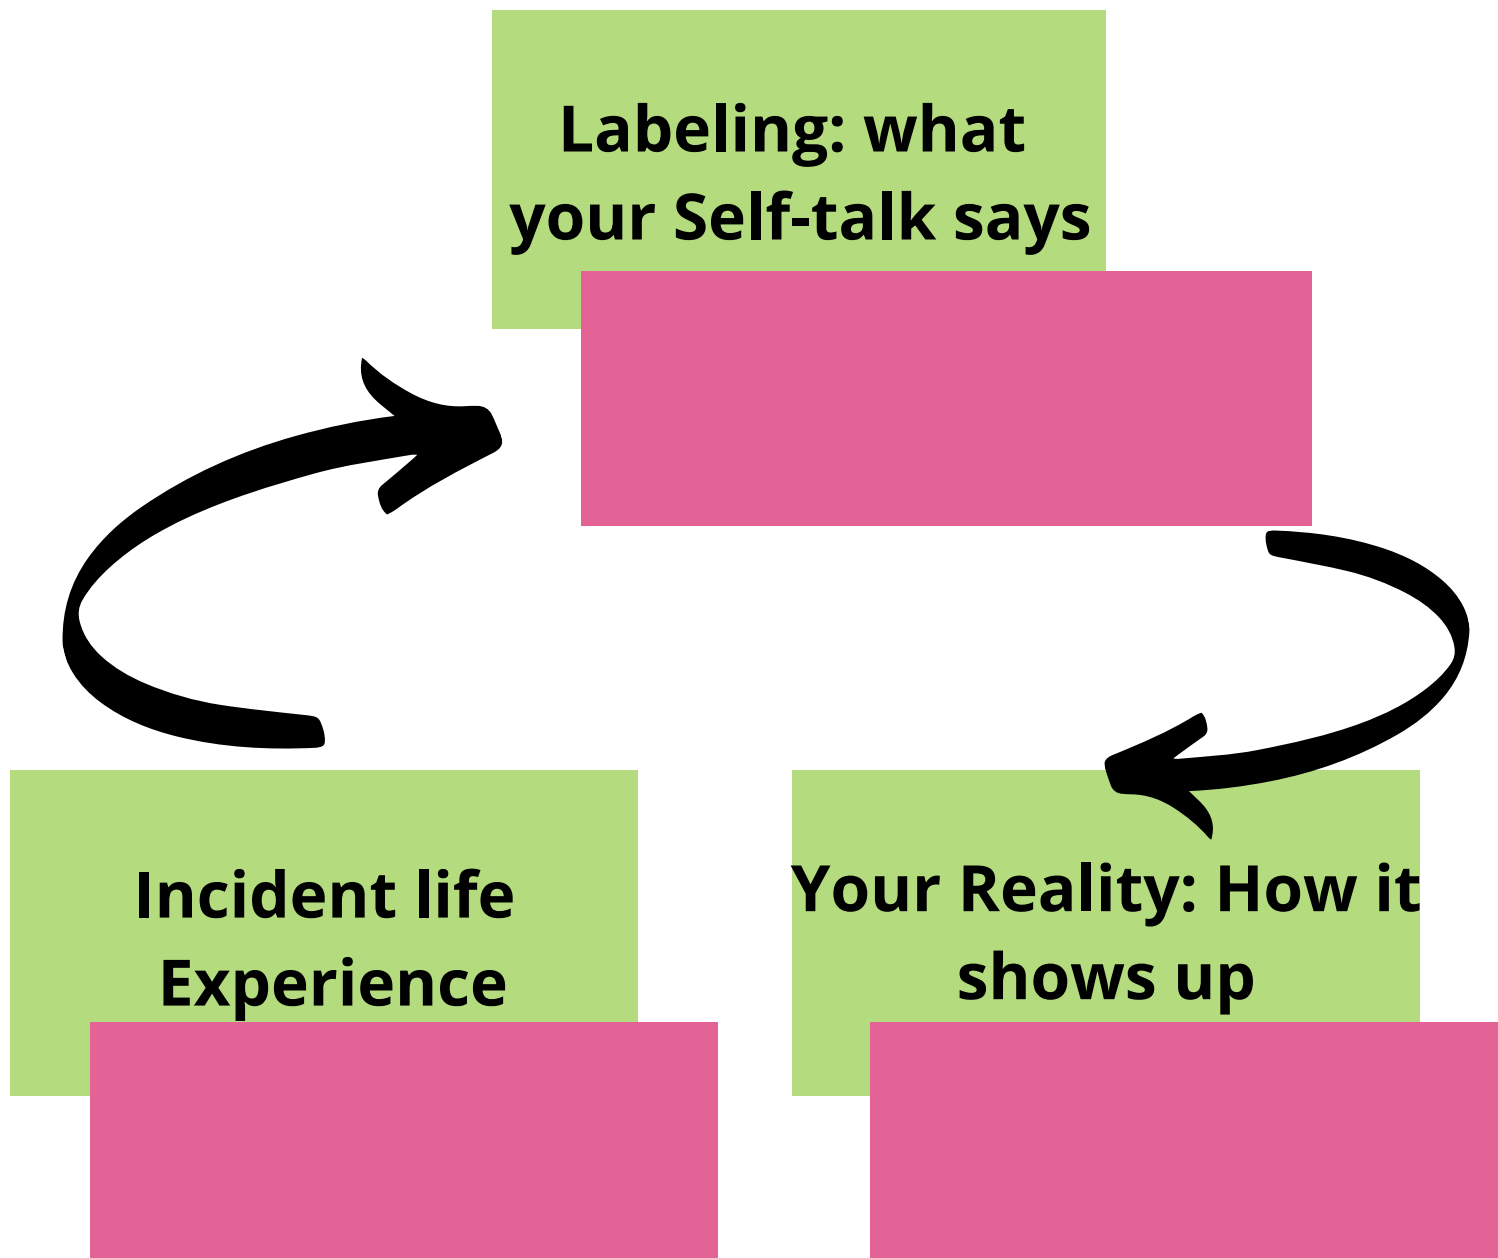 Labeling: what
your Self-talk says
Incident life
Experience
Your Reality: How it
shows up